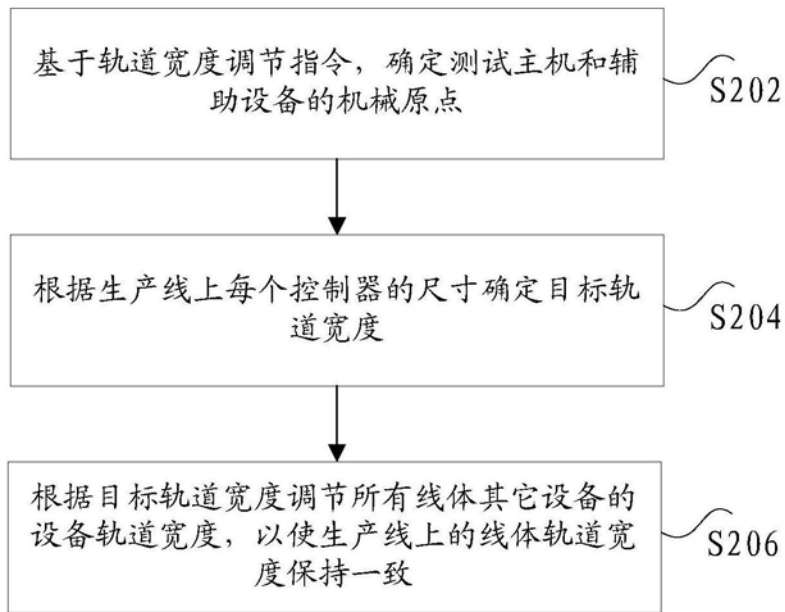 基于轨道宽度调节指令，确定测试主机和辅
助设备的机械原点
S202
根据生产线上每个控制器的尺寸确定目标轨
道宽度
S204
根据目标轨道宽度调节所有线体其它设备的
设备轨道宽度，以使生产线上的线体轨道宽
度保持一致
S206